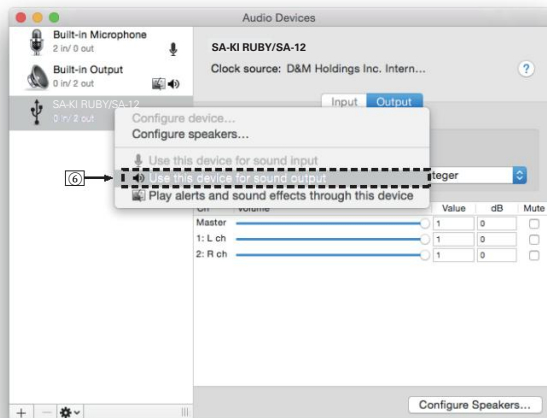 Audio Devices
Built-in Microphone
2 in/ 0 out
Built-in Output
0 in/ 2 out
SA-KI RUBY/SA-12
0 in/ 2 out
SA-KI RUBY/SA-12
Clock source: D&M Holdings Inc. Intern...
?
Input Output
Configure device...
Configure speakers...
Use this device for sound input
⑥ Use this device for sound output
Play alerts and sound effects through this device
Ch Volume Value dB Mute
Master 1 0
1: L ch 1 0
2: R ch 1 0
+ −
Configure Speakers...